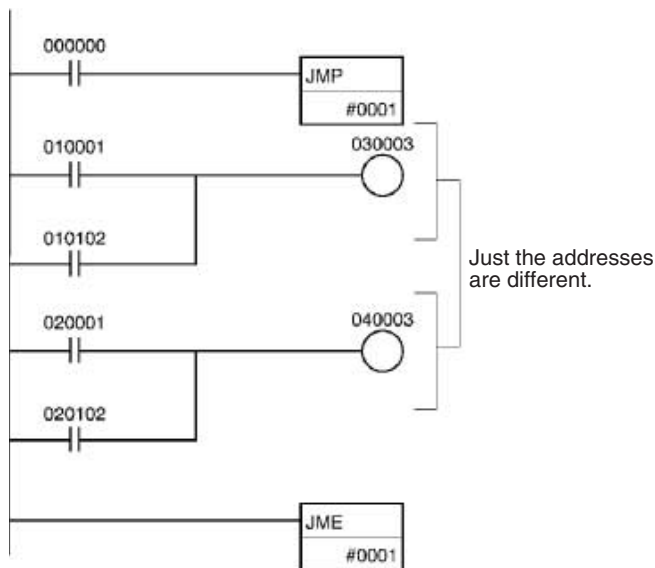 000000
JMP
#0001
010001
030003
010102
Just the addresses
are different.
020001
040003
020102
JME
#0001